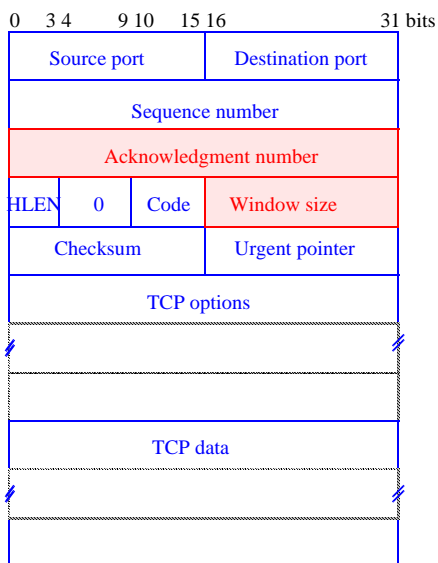 0 3 4 9 10 15 16 31 bits
Source port Destination port
Sequence number
Acknowledgment number
HLEN 0 Code Window size
Checksum Urgent pointer
TCP options
TCP data